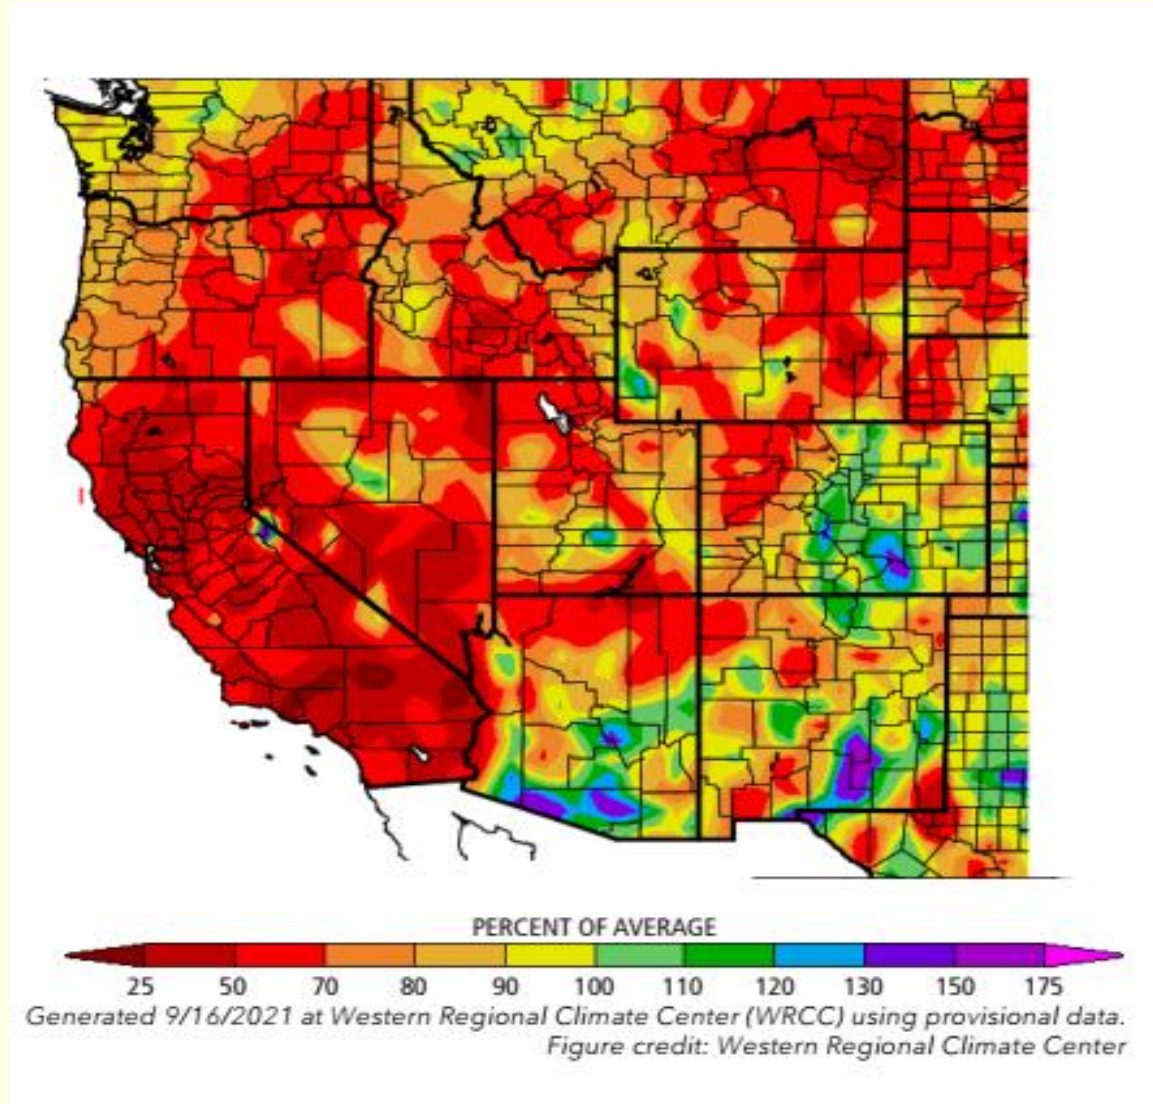 PERCENT OF AVERAGE
25 50 70 80 90 100 110 120 130 150 175
Generated 9/16/2021 at Western Regional Climate Center (WRCC) using provisional data.
Figure credit: Western Regional Climate Center